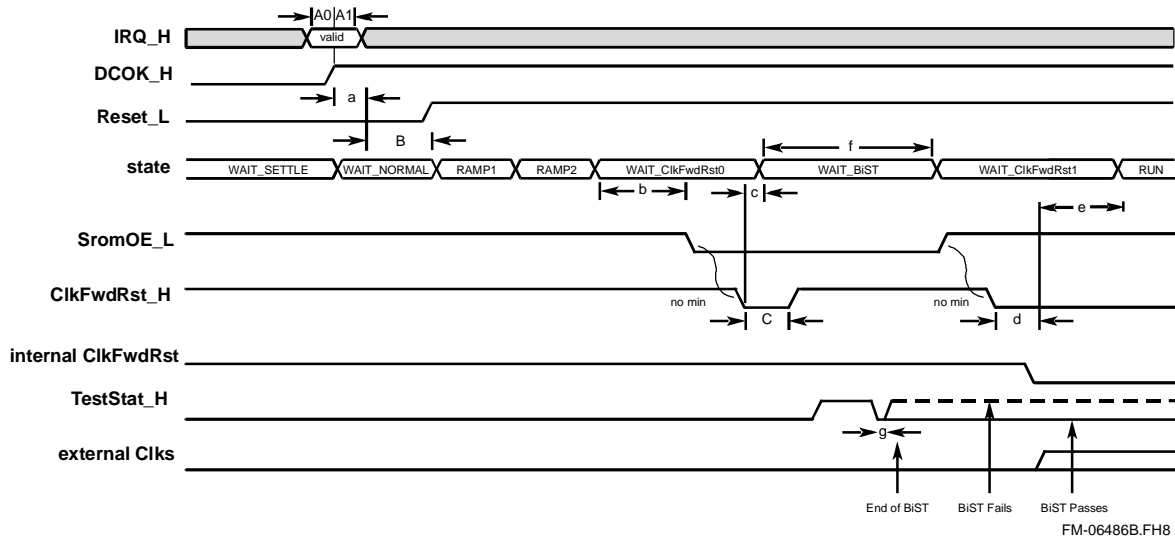 A0 A1
IRQ_H valid
DCOK_H
a
Reset_L
B
f
state WAIT_SETTLE WAIT_NORMAL RAMP1 RAMP2 WAIT_ClkFwdRst0 WAIT_BiST WAIT_ClkFwdRst1 RUN
b c e
SromOE_L
ClkFwdRst_H no min no min
C d
internal ClkFwdRst
TestStat_H
g
external Clks
End of BiST BiST Fails BiST Passes
FM-06486B.FH8